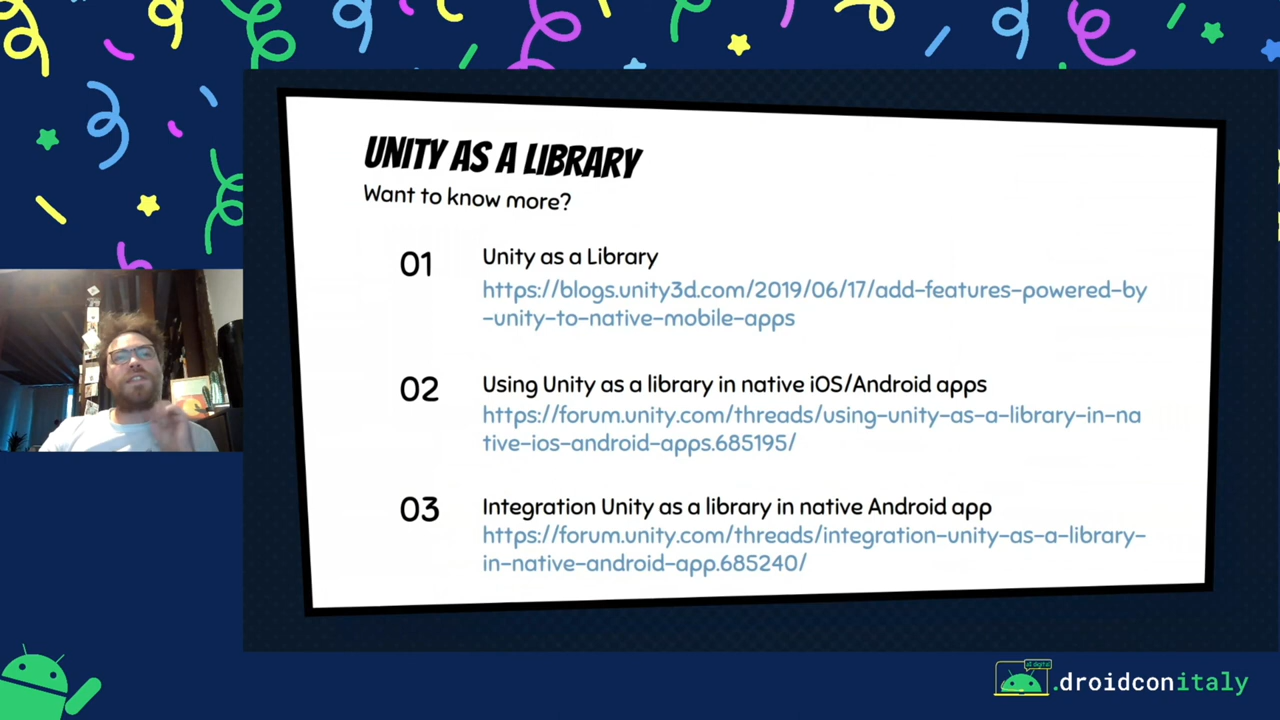 UNITY AS A LIBRARY
Want to know more?
01
Unity as a Library
https://blogs.unity3d.com/2019/06/17/add-features-powered-by
-unity-to-native-mobile-apps
02
Using Unity as a library in native iOS/Android apps
https://forum.unity.com/threads/using-unity-as-a-library-in-na
tive-ios-android-apps.685195/
03
Integration Unity as a library in native Android app
https://forum.unity.com/threads/integration-unity-as-a-library-
in-native-android-app.685240/
.droidconitaly